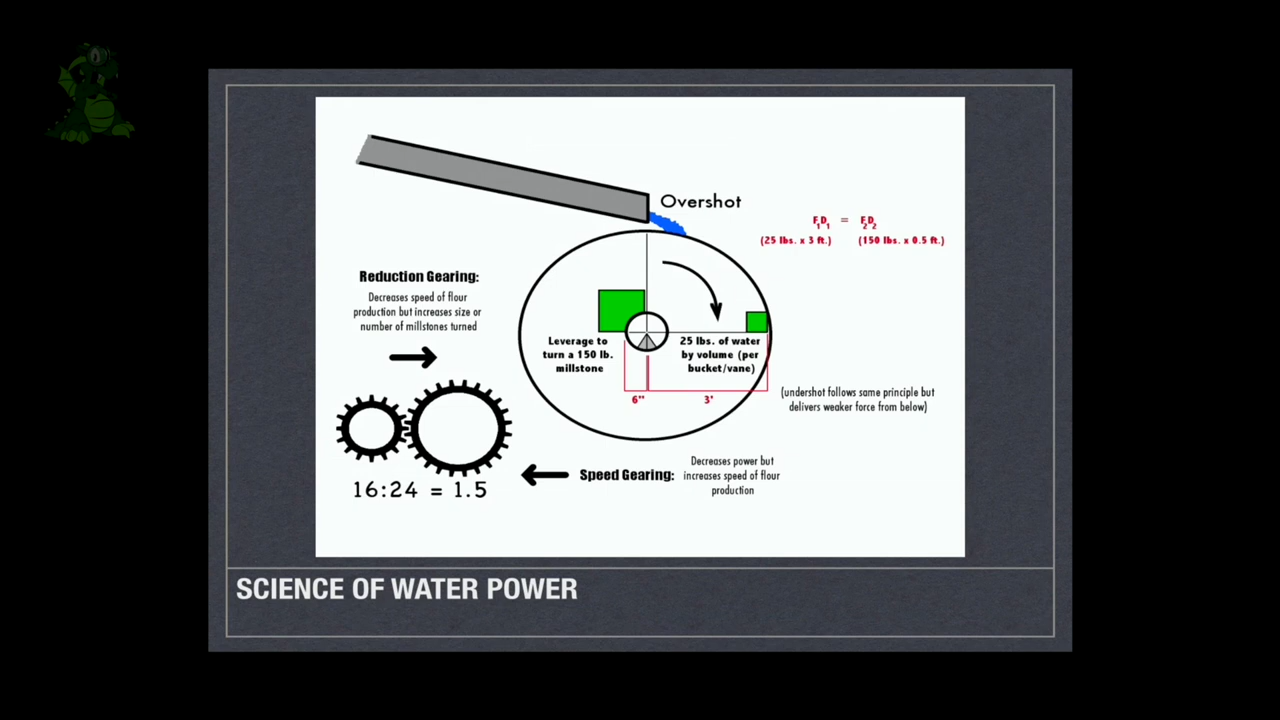 Overshot
F1D1 = F2D2
(25 lbs. x 3 ft.) (150 lbs. x 0.5 ft.)
Reduction Gearing:
Decreases speed of flour
production but increases size or
number of millstones turned
Leverage to
turn a 150 lb.
millstone
25 lbs. of water
by volume (per
bucket/vane)
6" 3'
(undershot follows same principle but
delivers weaker force from below)
16:24 = 1.5
Speed Gearing:
Decreases power but
increases speed of flour
production
SCIENCE OF WATER POWER